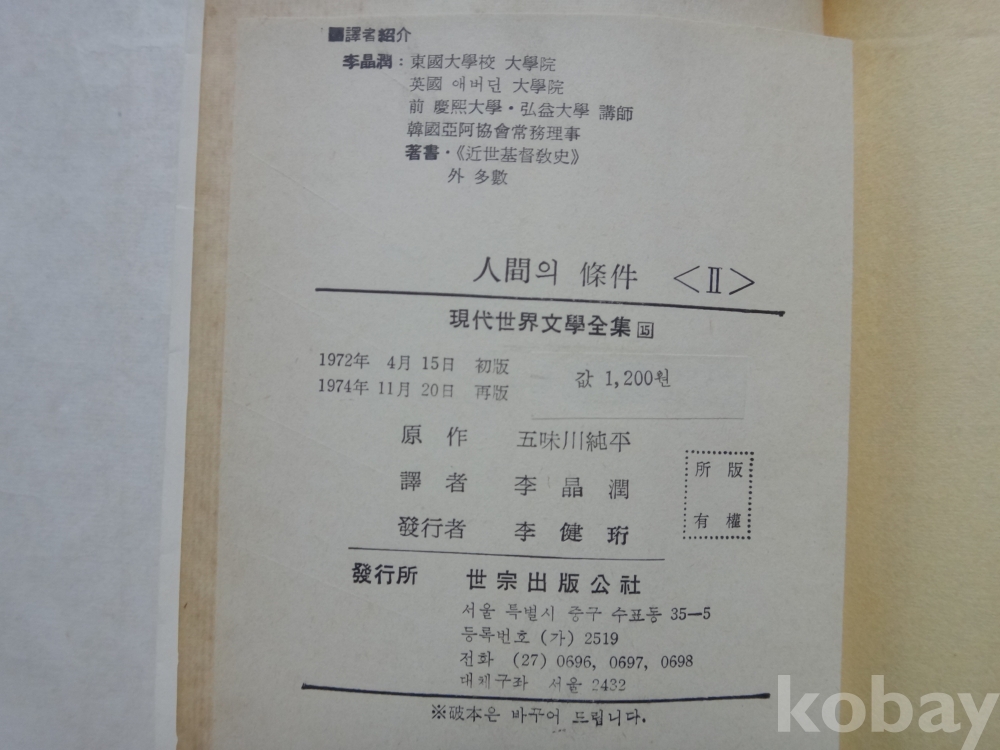 ■譯者紹介
李晶潤：東國大學校 大學院
英國 애버딘 大學院
前 慶熙大學・弘益大學 講師
韓國亞阿協會常務理事
著書・《近世基督敎史》
外 多數
人間의 條件 <Ⅱ>
現代世界文學全集 15
1972年 4月 15日 初版
1974年 11月 20日 再版
값 1,200원
原作 五味川純平
譯者 李晶潤
發行者 李健珩
所版
有權
發行所 世宗出版公社
서울 특별시 중구 수표동 35—5
등록번호 (가) 2519
전화 (27) 0696, 0697, 0698
대체구좌 서울 2432
※破本은 바꾸어 드립니다.
kobay